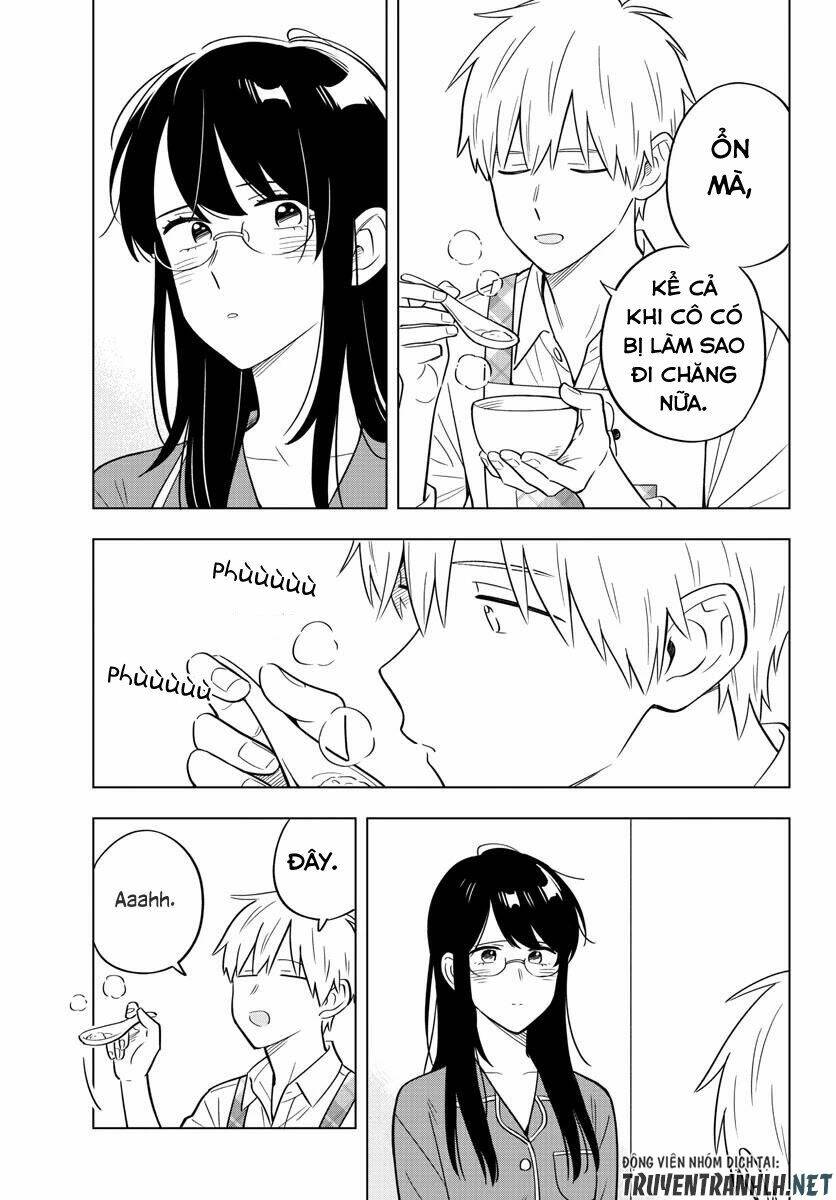 ỔN
MÀ,
KỂ CẢ
KHI CÔ CÓ
BỊ LÀM SAO
ĐI CHĂNG
NỮA.
Phùùùùù
Phùùùùù
ĐÂY.
Aaahh.
ĐỘNG VIÊN NHÓM DỊCH TẠI:
TRUYENTRANHLH.NET